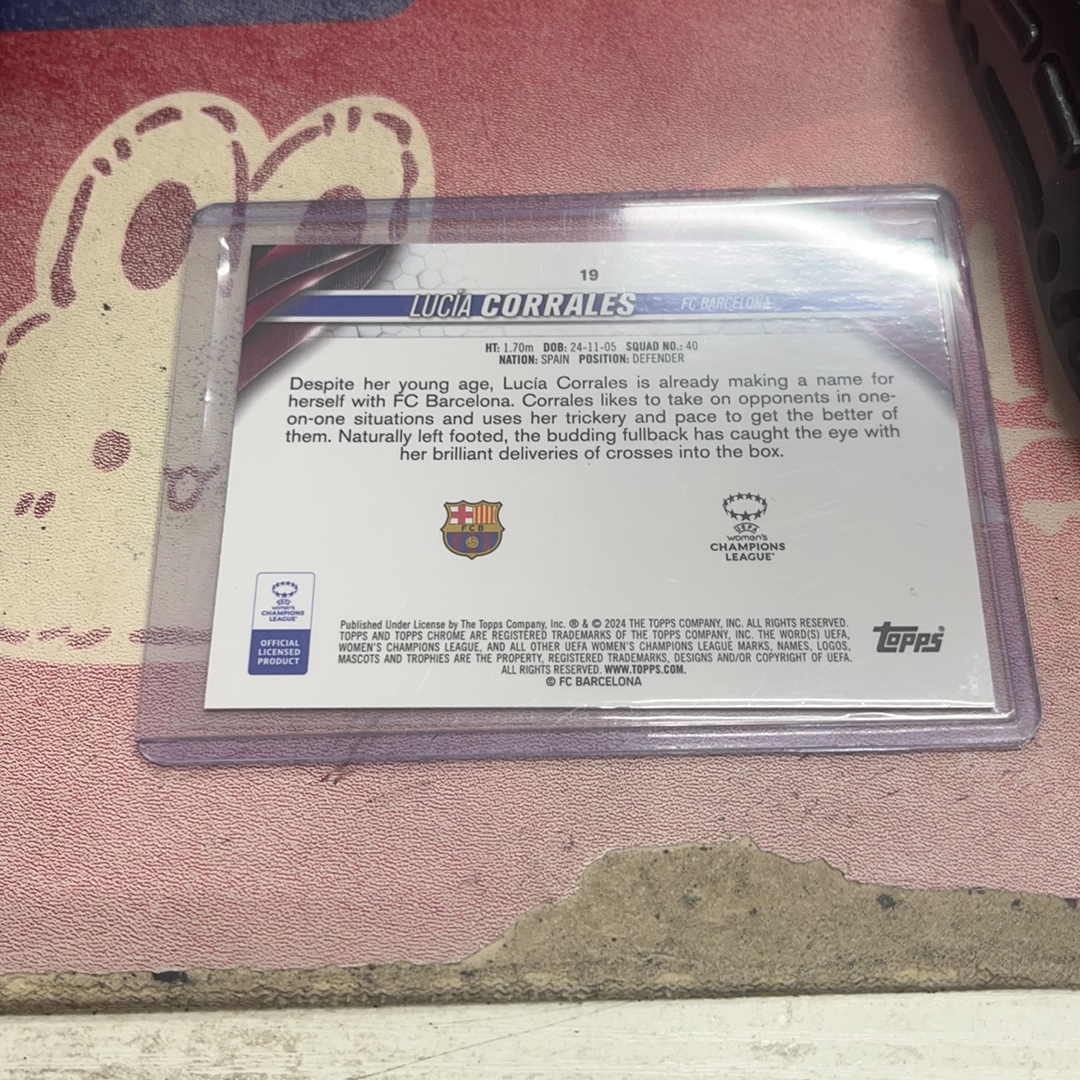 19
LUCÍA CORRALES FC BARCELONA
HT: 1.70m DOB: 24-11-05 SQUAD NO.: 40
NATION: SPAIN POSITION: DEFENDER
Despite her young age, Lucía Corrales is already making a name for
herself with FC Barcelona. Corrales likes to take on opponents in one-
on-one situations and uses her trickery and pace to get the better of
them. Naturally left footed, the budding fullback has caught the eye with
her brilliant deliveries of crosses into the box.
FCB
UEFA
women's
CHAMPIONS
LEAGUE
UEFA
women's
CHAMPIONS
LEAGUE
OFFICIAL
LICENSED
PRODUCT
Published Under License by The Topps Company, Inc. ® & © 2024 THE TOPPS COMPANY, INC. ALL RIGHTS RESERVED.
TOPPS AND TOPPS CHROME ARE REGISTERED TRADEMARKS OF THE TOPPS COMPANY, INC. THE WORD(S) UEFA,
WOMEN'S CHAMPIONS LEAGUE, AND ALL OTHER UEFA WOMEN'S CHAMPIONS LEAGUE MARKS, NAMES, LOGOS,
MASCOTS AND TROPHIES ARE THE PROPERTY, REGISTERED TRADEMARKS, DESIGNS AND/OR COPYRIGHT OF UEFA.
ALL RIGHTS RESERVED. WWW.TOPPS.COM.
© FC BARCELONA
Topps